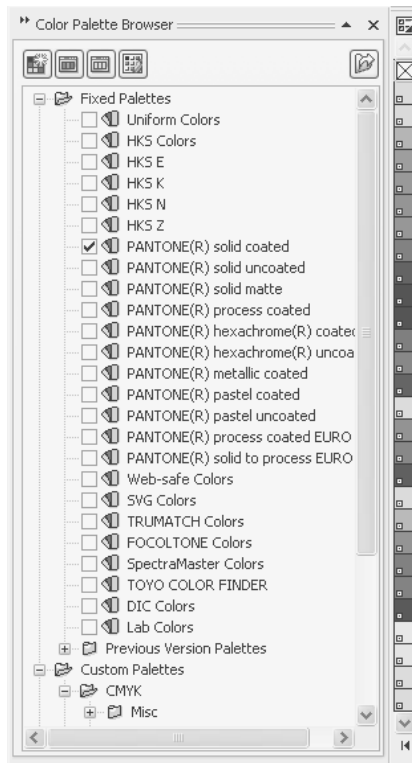 Color Palette Browser
Fixed Palettes
Uniform Colors
HKS Colors
HKS E
HKS K
HKS N
HKS Z
PANTONE(R) solid coated
PANTONE(R) solid uncoated
PANTONE(R) solid matte
PANTONE(R) process coated
PANTONE(R) hexachrome(R) coatec
PANTONE(R) hexachrome(R) uncoa
PANTONE(R) metallic coated
PANTONE(R) pastel coated
PANTONE(R) pastel uncoated
PANTONE(R) process coated EURO
PANTONE(R) solid to process EURO
Web-safe Colors
SVG Colors
TRUMATCH Colors
FOCOLTONE Colors
SpectraMaster Colors
TOYO COLOR FINDER
DIC Colors
Lab Colors
Previous Version Palettes
Custom Palettes
CMYK
Misc